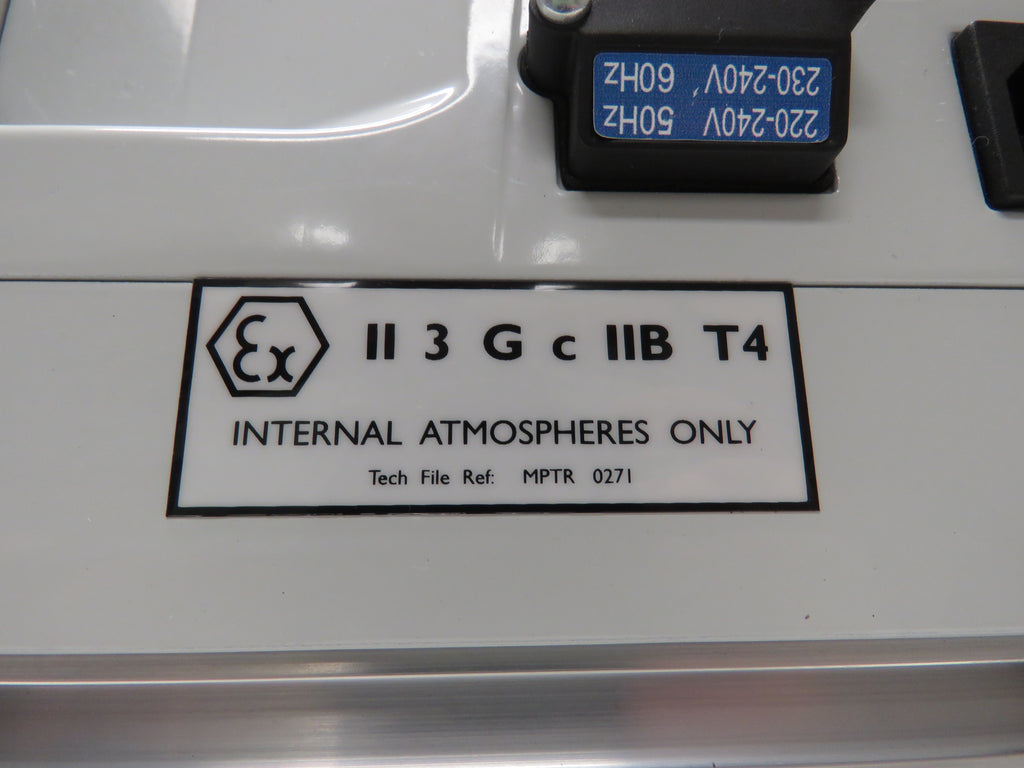 220-240V 50Hz
230-240V, 60Hz
Ex II 3 G c IIB T4
INTERNAL ATMOSPHERES ONLY
Tech File Ref: MPTR 0271